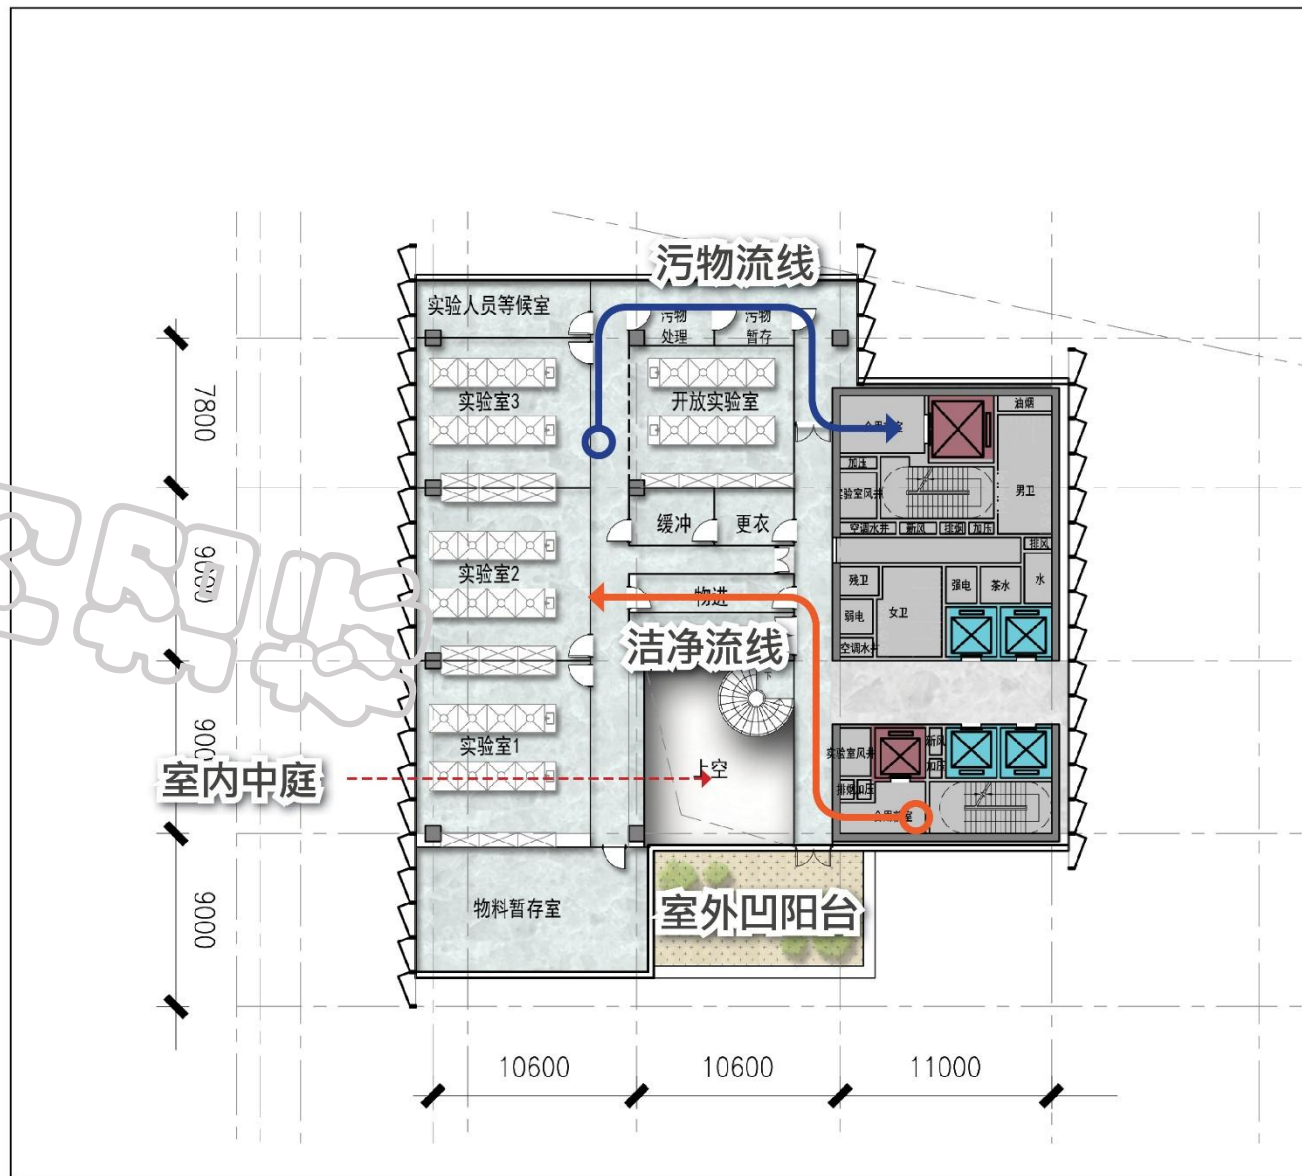 污物流线
实验人员等候室
污物
处理
污物
暂存
实验室3
开放实验室
油烟
7800
加压
实验室风井
男卫
缓冲
更衣
空调水井
新风
排烟
加压
排风
9000
实验室2
物进
残卫
强电
茶水
水
弱电
女卫
空调水井
洁净流线
下
9000
实验室1
上空
实验室风井
新风
加压
排烟
加压
室内中庭
合用前室
9000
物料暂存室
室外凹阳台
10600
10600
11000